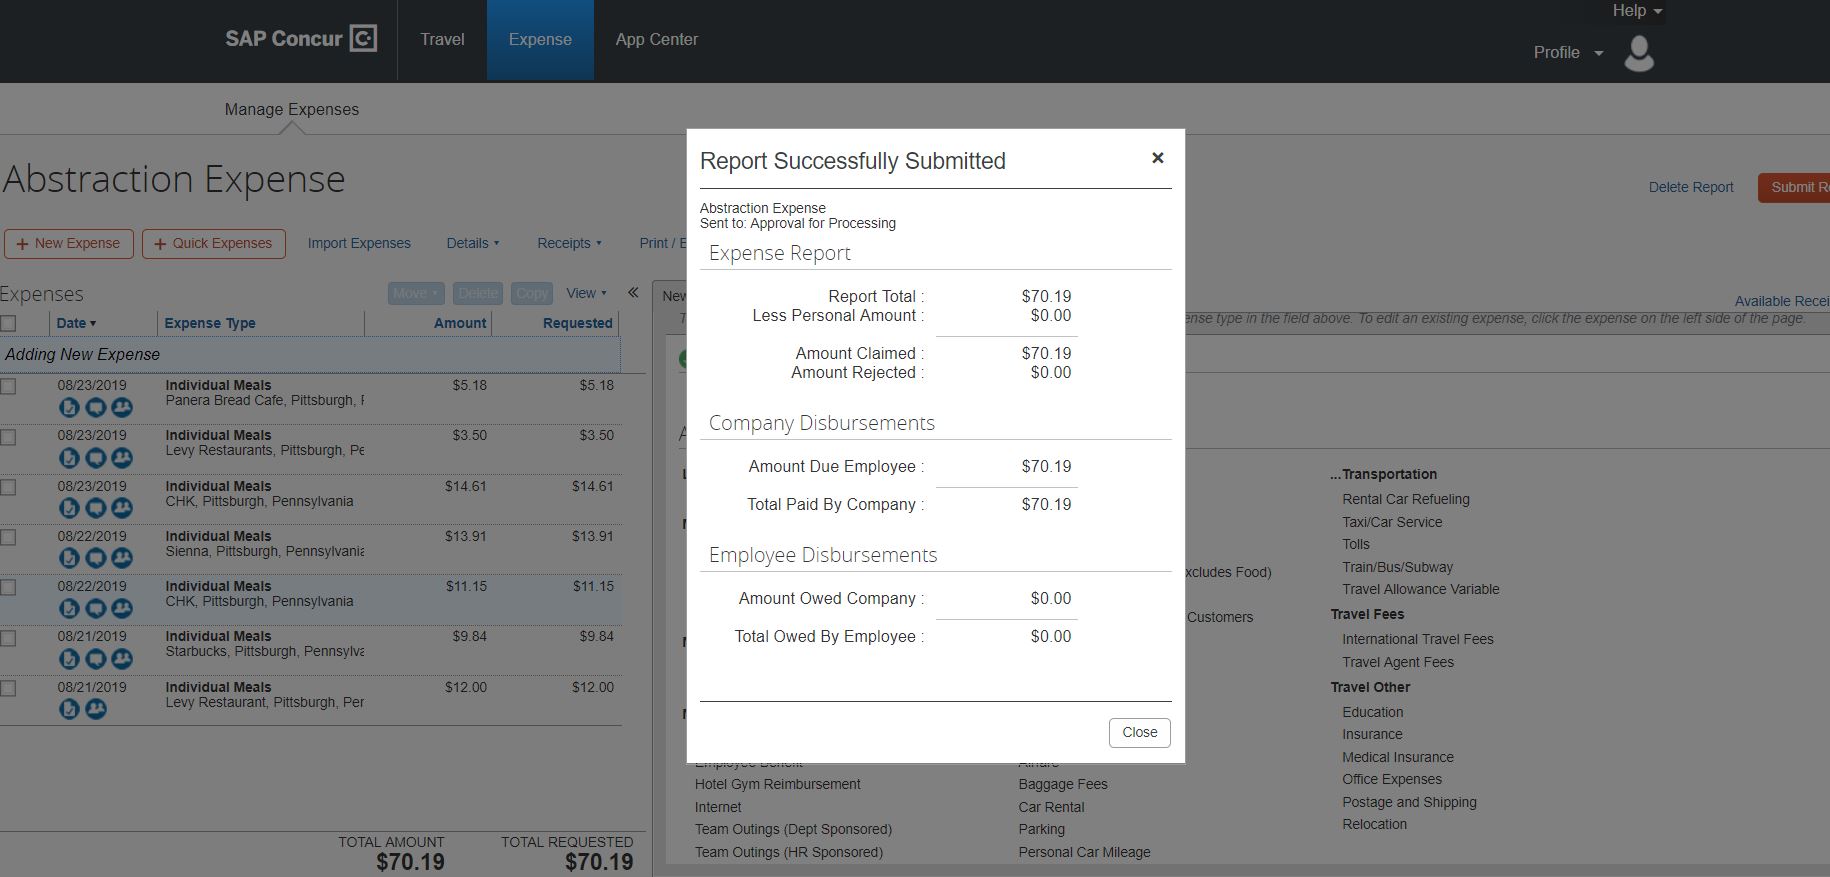 Help
SAP Concur
Travel
Expense
App Center
Profile
Manage Expenses
Abstraction Expense
Delete Report
Submit R
+ New Expense
+ Quick Expenses
Import Expenses
Details
Receipts
Print / E
Expenses
Move
Delete
Copy
View
«
New
Available Recei
Date
Expense Type
Amount
Requested
ense type in the field above. To edit an existing expense, click the expense on the left side of the page.
Adding New Expense
08/23/2019 Individual Meals $5.18 $5.18
Panera Bread Cafe, Pittsburgh,
08/23/2019 Individual Meals $3.50 $3.50
Levy Restaurants, Pittsburgh, Pe
08/23/2019 Individual Meals $14.61 $14.61
CHK, Pittsburgh, Pennsylvania
08/22/2019 Individual Meals $13.91 $13.91
Sienna, Pittsburgh, Pennsylvania
08/22/2019 Individual Meals $11.15 $11.15
CHK, Pittsburgh, Pennsylvania
08/21/2019 Individual Meals $9.84 $9.84
Starbucks, Pittsburgh, Pennsylva
08/21/2019 Individual Meals $12.00 $12.00
Levy Restaurant, Pittsburgh, Per
TOTAL AMOUNT TOTAL REQUESTED
$70.19 $70.19
Report Successfully Submitted
×
Abstraction Expense
Sent to: Approval for Processing
Expense Report
Report Total : $70.19
Less Personal Amount : $0.00
Amount Claimed : $70.19
Amount Rejected : $0.00
Company Disbursements
Amount Due Employee : $70.19
Total Paid By Company : $70.19
Employee Disbursements
Amount Owed Company : $0.00
Total Owed By Employee : $0.00
Close
Employee Benefit
Hotel Gym Reimbursement
Internet
Team Outings (Dept Sponsored)
Team Outings (HR Sponsored)
xcludes Food)
Customers
Airfare
Baggage Fees
Car Rental
Parking
Personal Car Mileage
...Transportation
Rental Car Refueling
Taxi/Car Service
Tolls
Train/Bus/Subway
Travel Allowance Variable
Travel Fees
International Travel Fees
Travel Agent Fees
Travel Other
Education
Insurance
Medical Insurance
Office Expenses
Postage and Shipping
Relocation